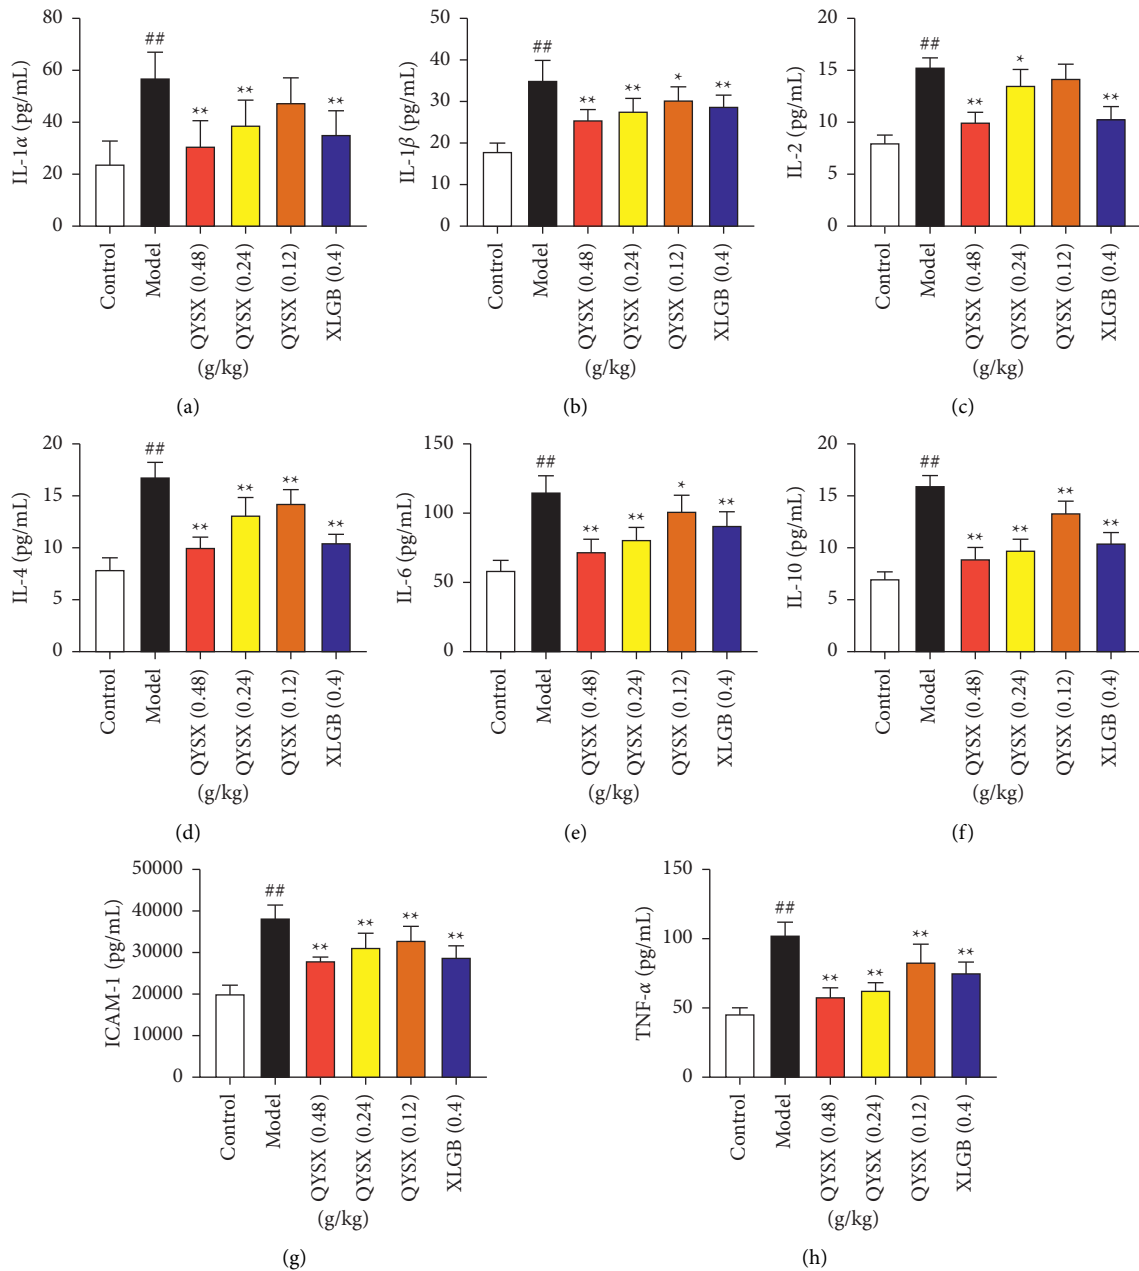 80
60
40
20
0
IL-1α (pg/mL)
##
**
**
**
Control
Model
QYSX (0.48)
QYSX (0.24)
QYSX (0.12)
XLGB (0.4)
(g/kg)
(a)
50
40
30
20
10
0
IL-1β (pg/mL)
##
**
**
*
**
Control
Model
QYSX (0.48)
QYSX (0.24)
QYSX (0.12)
XLGB (0.4)
(g/kg)
(b)
20
15
10
5
0
IL-2 (pg/mL)
##
**
*
**
Control
Model
QYSX (0.48)
QYSX (0.24)
QYSX (0.12)
XLGB (0.4)
(g/kg)
(c)
20
15
10
5
0
IL-4 (pg/mL)
##
**
**
**
**
Control
Model
QYSX (0.48)
QYSX (0.24)
QYSX (0.12)
XLGB (0.4)
(g/kg)
(d)
150
100
50
0
IL-6 (pg/mL)
##
**
**
*
**
Control
Model
QYSX (0.48)
QYSX (0.24)
QYSX (0.12)
XLGB (0.4)
(g/kg)
(e)
20
15
10
5
0
IL-10 (pg/mL)
##
**
**
**
**
Control
Model
QYSX (0.48)
QYSX (0.24)
QYSX (0.12)
XLGB (0.4)
(g/kg)
(f)
50000
40000
30000
20000
10000
0
ICAM-1 (pg/mL)
##
**
**
**
**
Control
Model
QYSX (0.48)
QYSX (0.24)
QYSX (0.12)
XLGB (0.4)
(g/kg)
(g)
150
100
50
0
TNF-α (pg/mL)
##
**
**
**
**
Control
Model
QYSX (0.48)
QYSX (0.24)
QYSX (0.12)
XLGB (0.4)
(g/kg)
(h)